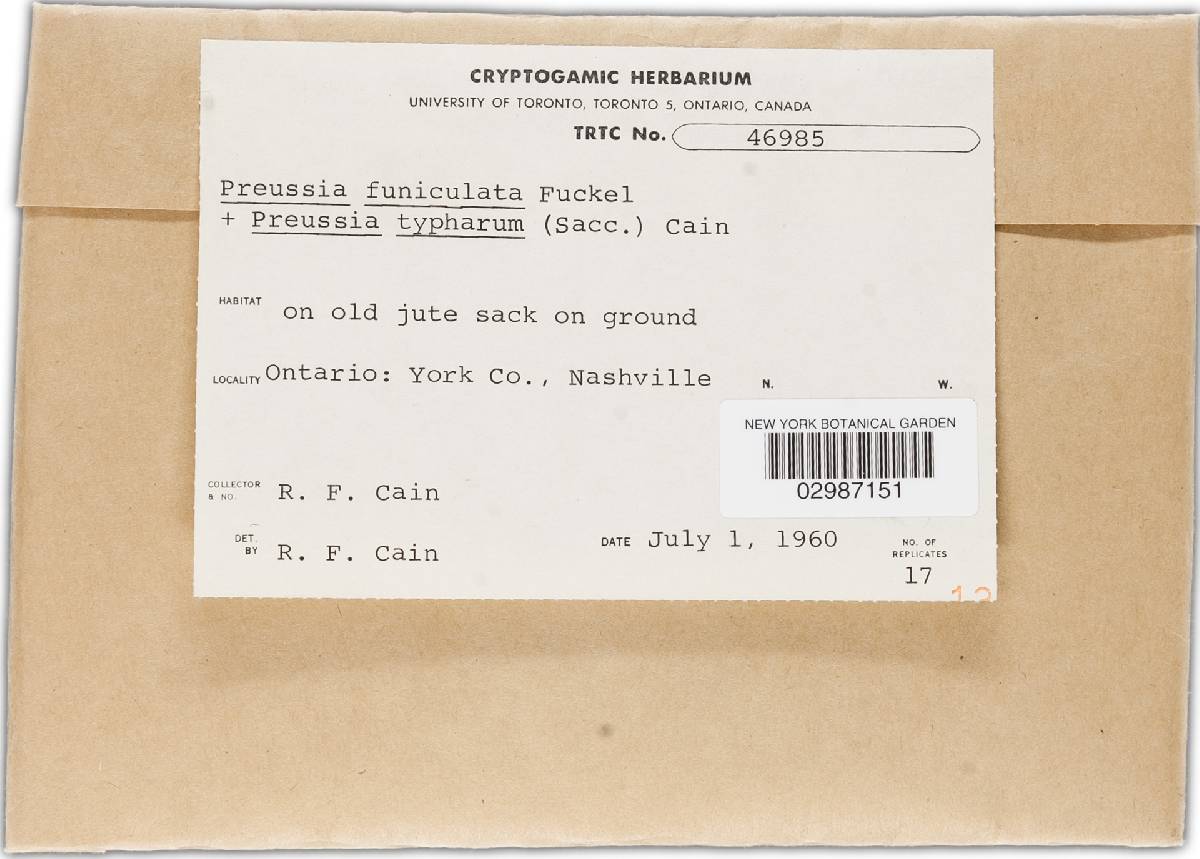 CRYPTOGAMIC HERBARIUM
UNIVERSITY OF TORONTO, TORONTO 5, ONTARIO, CANADA
TRTC No. 46985
Preussia funiculata Fuckel
+ Preussia typharum (Sacc.) Cain
HABITAT on old jute sack on ground
LOCALITY Ontario: York Co., Nashville N. W.
NEW YORK BOTANICAL GARDEN
02987151
COLLECTOR & NO. R. F. Cain
DET. BY R. F. Cain
DATE July 1, 1960
NO. OF REPLICATES
17